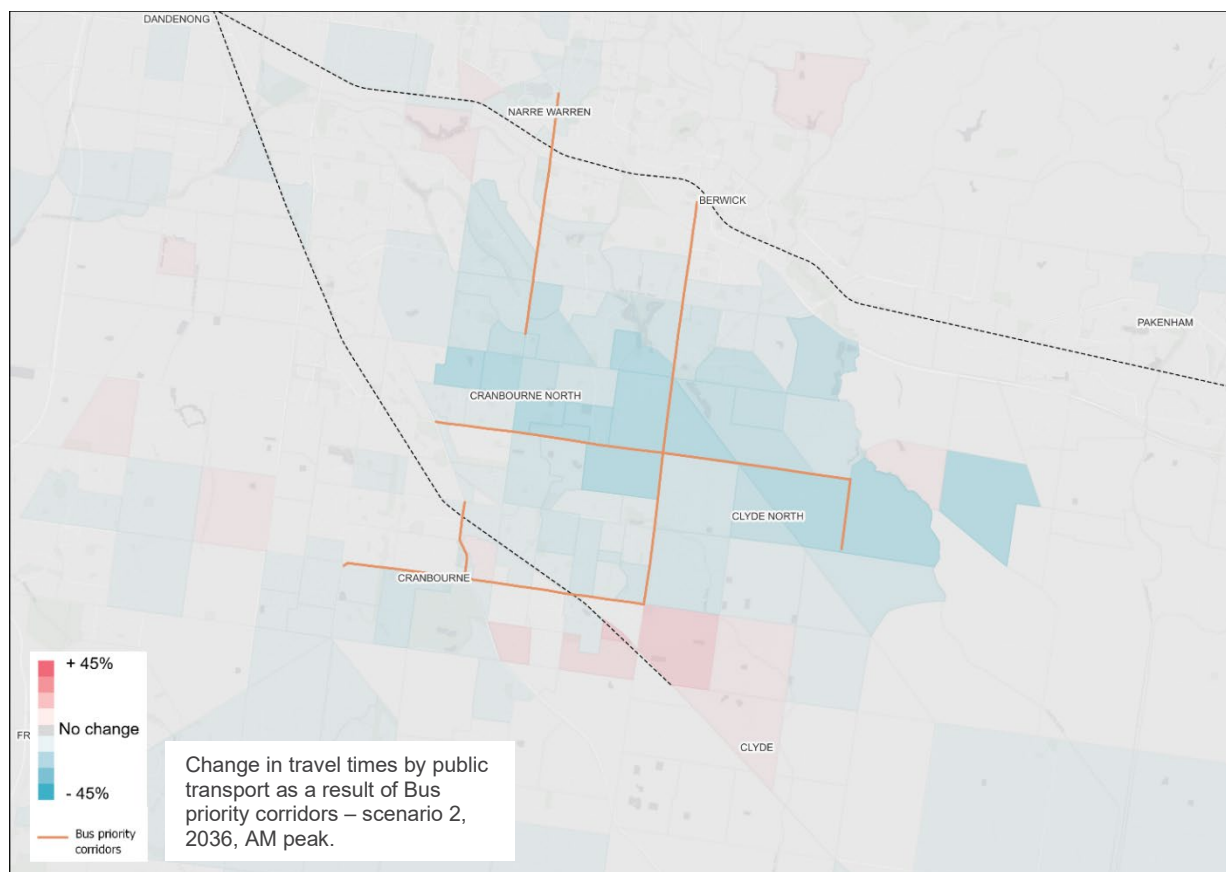 DANDENONG
NARRE WARREN
BERWICK
PAKENHAM
CRANBOURNE NORTH
CLYDE NORTH
CRANBOURNE
CLYDE
FR
+ 45%
No change
- 45%
Bus priority
corridors
Change in travel times by public
transport as a result of Bus
priority corridors – scenario 2,
2036, AM peak.